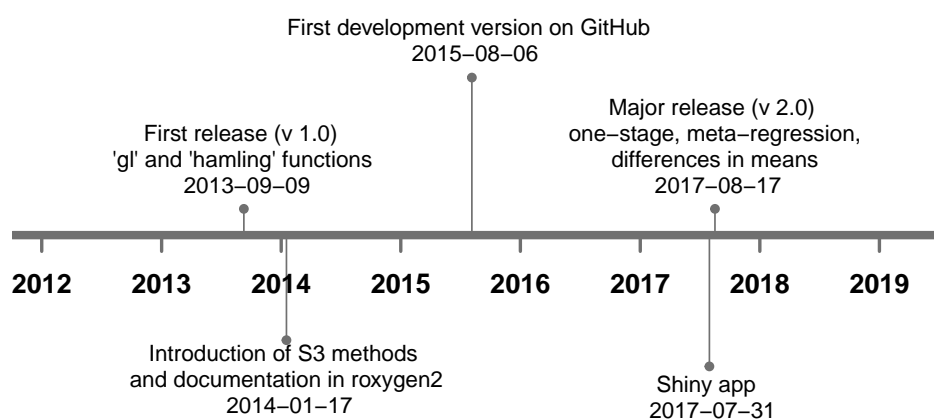 First development version on GitHub
2015−08−06
Major release (v 2.0)
one−stage, meta−regression,
differences in means
2017−08−17
First release (v 1.0)
'gl' and 'hamling' functions
2013−09−09
2012 2013 2014 2015 2016 2017 2018 2019
Introduction of S3 methods
and documentation in roxygen2
2014−01−17
Shiny app
2017−07−31